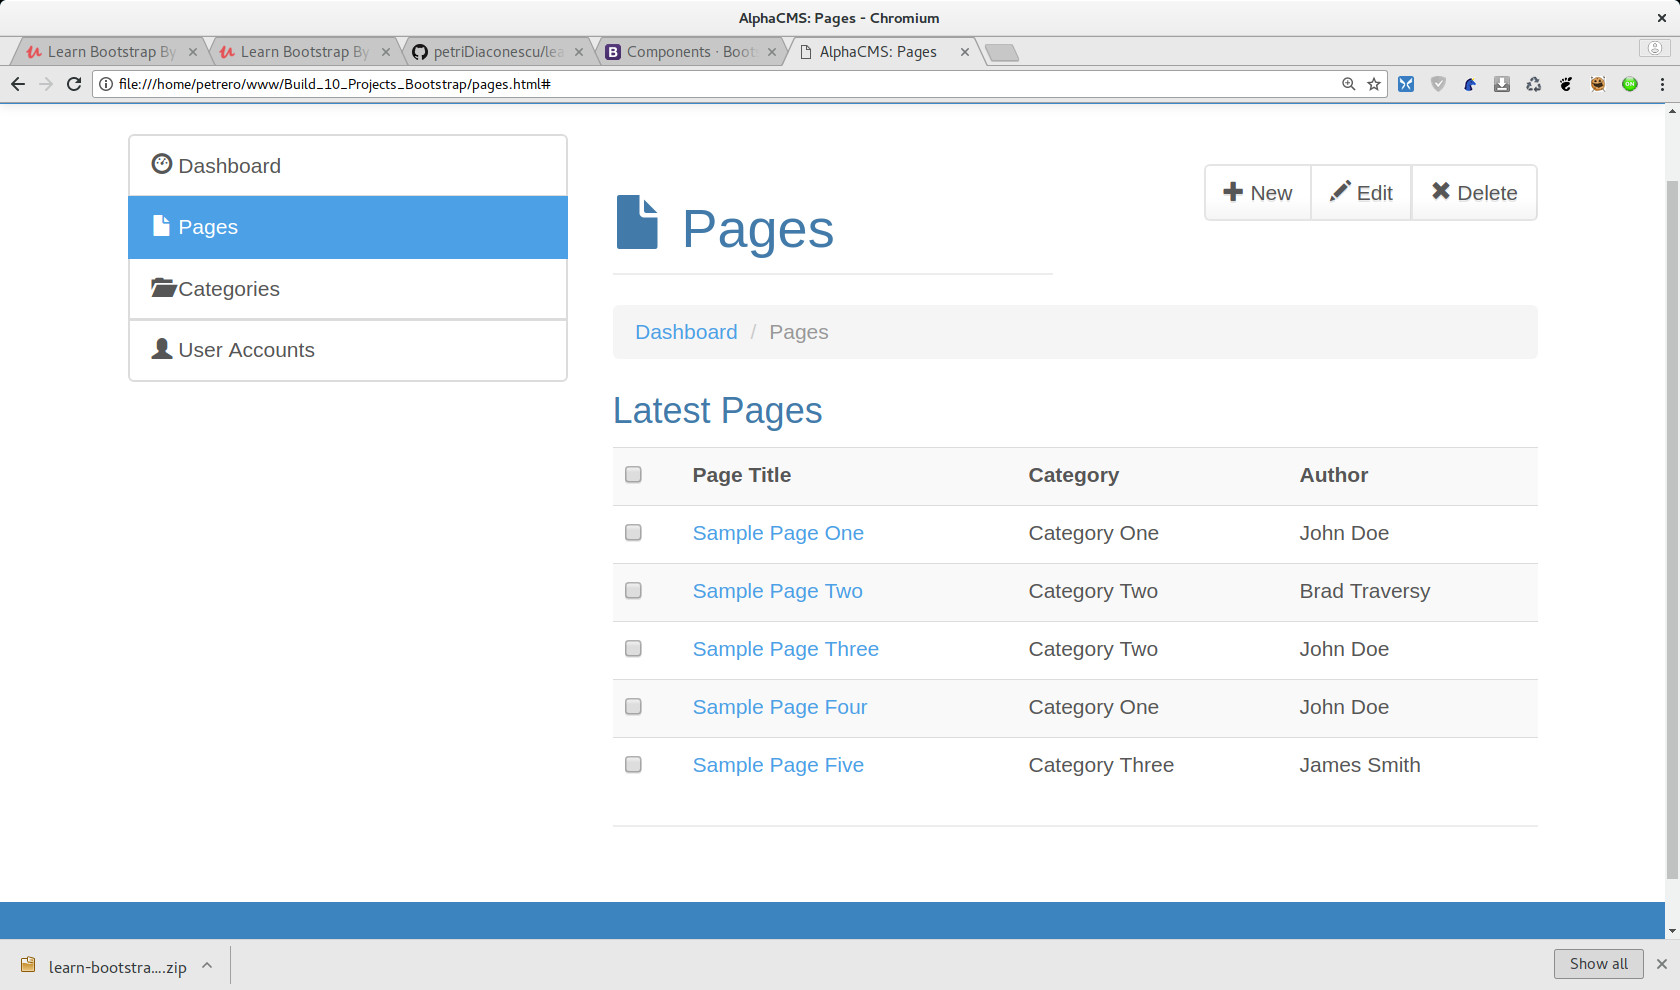 AlphaCMS: Pages - Chromium
Learn Bootstrap By
Learn Bootstrap By
petriDiaconescu/lea
Components · Boots
AlphaCMS: Pages
file:///home/petrero/www/Build_10_Projects_Bootstrap/pages.html#
Dashboard
Pages
Categories
User Accounts
Pages
New Edit Delete
Dashboard / Pages
Latest Pages
Page Title Category Author
Sample Page One Category One John Doe
Sample Page Two Category Two Brad Traversy
Sample Page Three Category Two John Doe
Sample Page Four Category One John Doe
Sample Page Five Category Three James Smith
learn-bootstra....zip
Show all